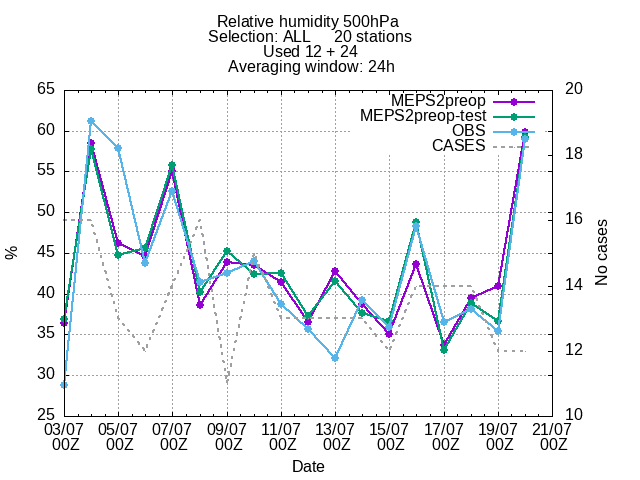 Relative humidity 500hPa
Selection: ALL 20 stations
Used 12 + 24
Averaging window: 24h
MEPS2preop
MEPS2preop-test
OBS
CASES
%
65
60
55
50
45
40
35
30
25
No cases
20
18
16
14
12
10
03/07 05/07 07/07 09/07 11/07 13/07 15/07 17/07 19/07 21/07
00Z 00Z 00Z 00Z 00Z 00Z 00Z 00Z 00Z 00Z
Date